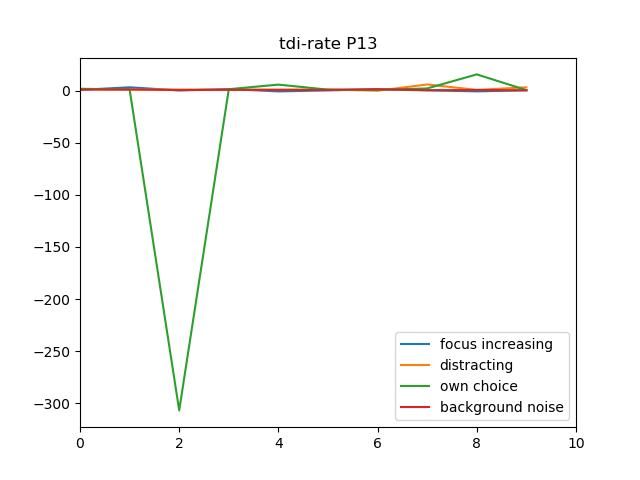 tdi-rate P13
0
−50
−100
−150
−200
−250
−300
0
2
4
6
8
10
focus increasing
distracting
own choice
background noise